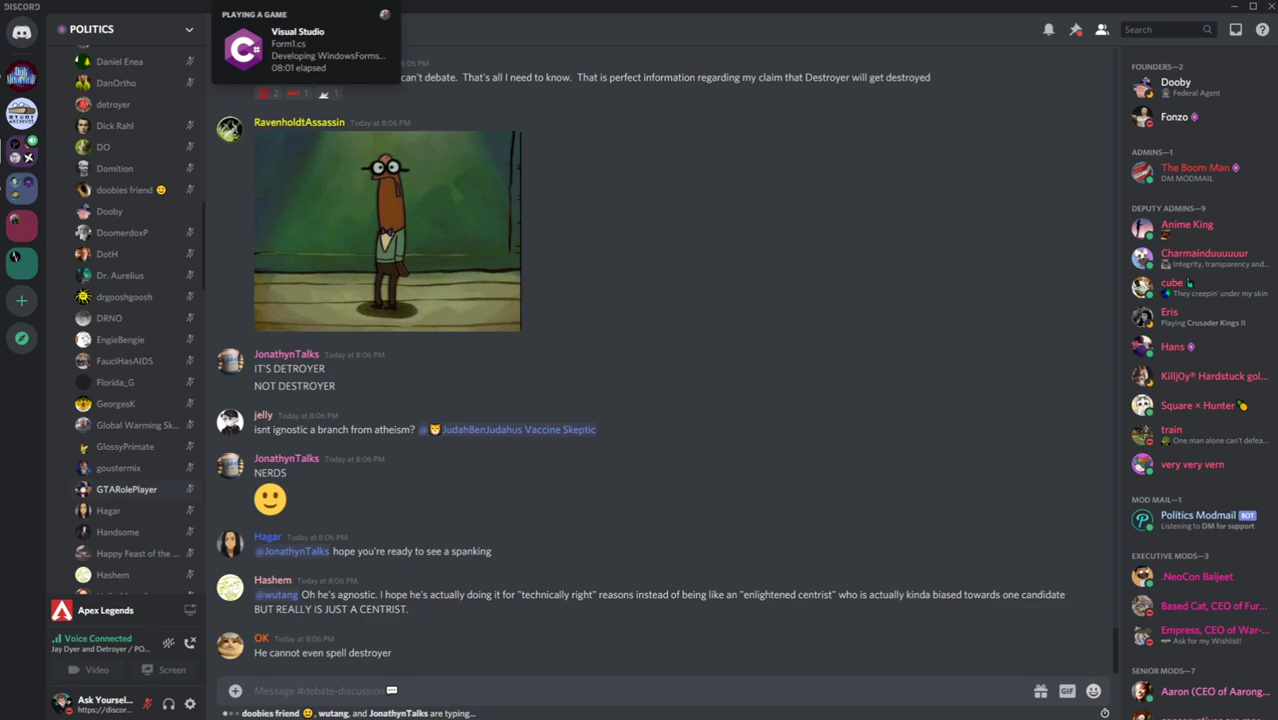 DISCORD
POLITICS
PLAYING A GAME
Visual Studio
Form1.cs
Developing WindowsForms...
08:01 elapsed
Search
Daniel Enea
DanOrtho
detroyer
Dick Rahl
DO
Domition
doobies friend 🙂
Dooby
DoomerdoxP
DotH
Dr. Aurelius
drgooshgoosh
DRNO
EngieBengie
FauciHasAIDS
Florida_G
GeorgesK
Global Warming Sk...
GlossyPrimate
goustermix
GTARolePlayer
Hagar
Handsome
Happy Feast of the ...
Hashem
Apex Legends
Voice Connected
Jay Dyer and Detroyer / PO...
Video
Screen
Ask Yoursel...
https://discor...
8:05 PM
can't debate. That's all I need to know. That is perfect information regarding my claim that Destroyer will get destroyed
2 1 1
RavenholdtAssassin Today at 8:06 PM
JonathynTalks Today at 8:06 PM
IT'S DETROYER
NOT DESTROYER
jelly Today at 8:06 PM
isnt ignostic a branch from atheism? @🐯JudahBenJudahus Vaccine Skeptic
JonathynTalks Today at 8:06 PM
NERDS
Hagar Today at 8:06 PM
@JonathynTalks hope you're ready to see a spanking
Hashem Today at 8:06 PM
@wutang Oh he's agnostic. I hope he's actually doing it for "technically right" reasons instead of being like an "enlightened centrist" who is actually kinda biased towards one candidate
BUT REALLY IS JUST A CENTRIST.
OK Today at 8:06 PM
He cannot even spell destroyer
Message #debate-discussion💬
GIF
doobies friend 🙂, wutang, and JonathynTalks are typing...
FOUNDERS—2
Dooby
Federal Agent
Fonzo
ADMINS—1
The Boom Man
DM MODMAIL
DEPUTY ADMINS—9
Anime King
Charmainduuuuuur
Integrity, transparency and...
cube
They creepin' under my skin
Eris
Playing Crusader Kings II
Hans
Killj0y® Hardstuck gol...
Square × Hunter🍍
train
One man alone can't defea...
very very vern
MOD MAIL—1
Politics Modmail BOT
Listening to DM for support
EXECUTIVE MODS—3
.NeoCon Baljeet
Based Cat, CEO of Fur...
Empress, CEO of War-...
Ask for my Wishlist!
SENIOR MODS—7
Aaron (CEO of Aarong...